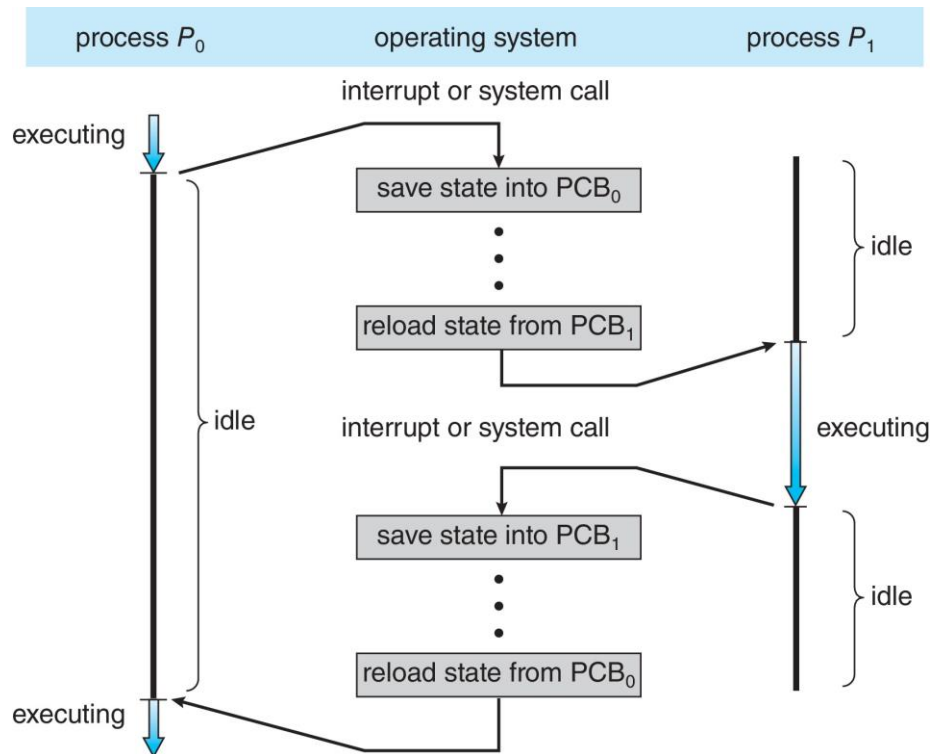 process P₀ operating system process P₁
interrupt or system call
executing
save state into PCB₀
idle
reload state from PCB₁
idle
interrupt or system call
executing
save state into PCB₁
idle
reload state from PCB₀
executing